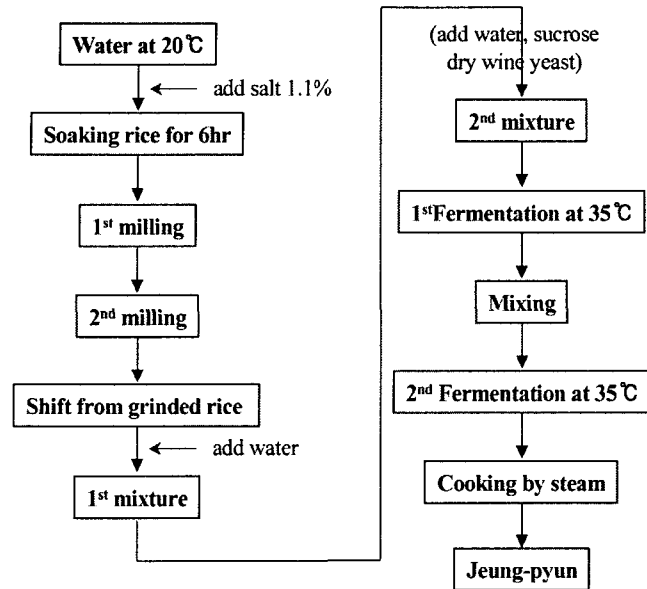 Water at 20℃
add salt 1.1%
Soaking rice for 6hr
1st milling
2nd milling
Shift from grinded rice
add water
1st mixture
(add water, sucrose
dry wine yeast)
2nd mixture
1stFermentation at 35℃
Mixing
2nd Fermentation at 35℃
Cooking by steam
Jeung-pyun